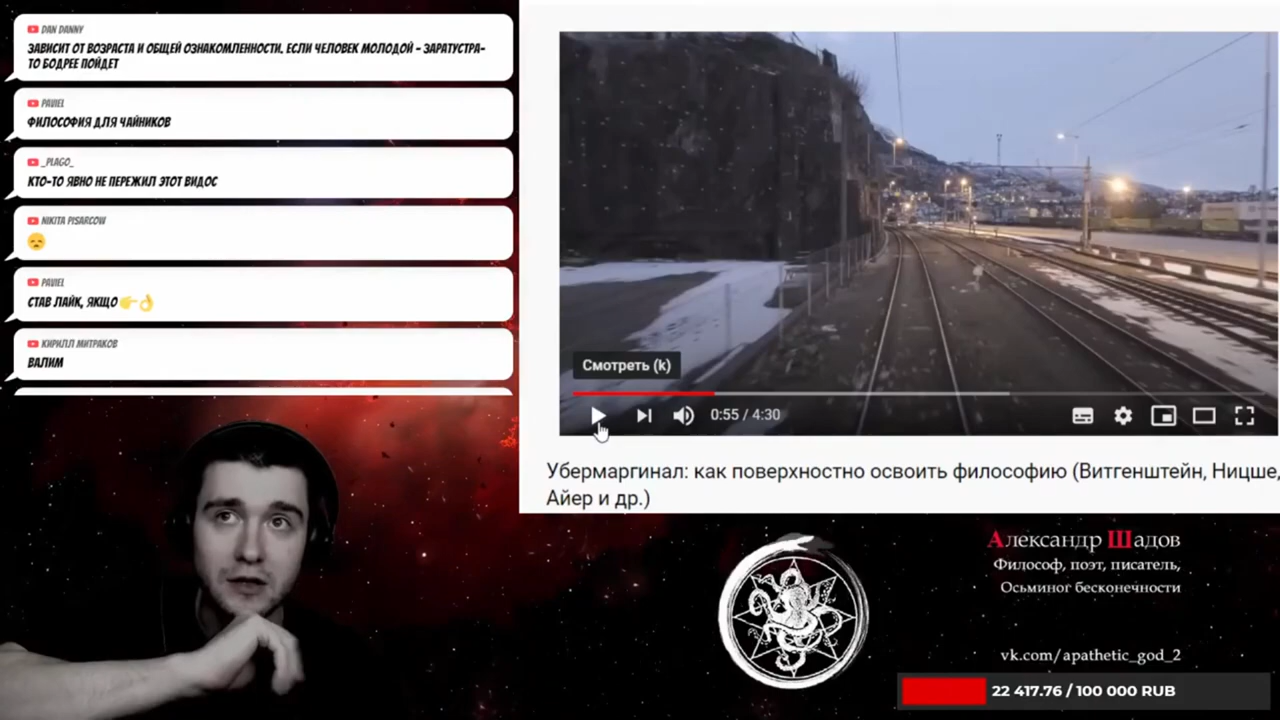 DAN DANNY
ЗАВИСИТ ОТ ВОЗРАСТА И ОБЩЕЙ ОЗНАКОМЛЕННОСТИ. ЕСЛИ ЧЕЛОВЕК МОЛОДОЙ - ЗАРАТУСТРА-
ТО БОДРЕЕ ПОЙДЕТ
PAVIEL
ФИЛОСОФИЯ ДЛЯ ЧАЙНИКОВ
_PLAGO_
КТО-ТО ЯВНО НЕ ПЕРЕЖИЛ ЭТОТ ВИДОС
NIKITA PISARCOW
PAVIEL
СТАВ ЛАЙК, ЯКЩО
КИРИЛЛ МИТРАКОВ
ВАЛИМ
Смотреть (k)
0:55 / 4:30
Убермаргинал: как поверхностно освоить философию (Витгенштейн, Ницше,
Айер и др.)
Александр Шадов
Философ, поэт, писатель,
Осьминог бесконечности
vk.com/apathetic_god_2
22 417.76 / 100 000 RUB